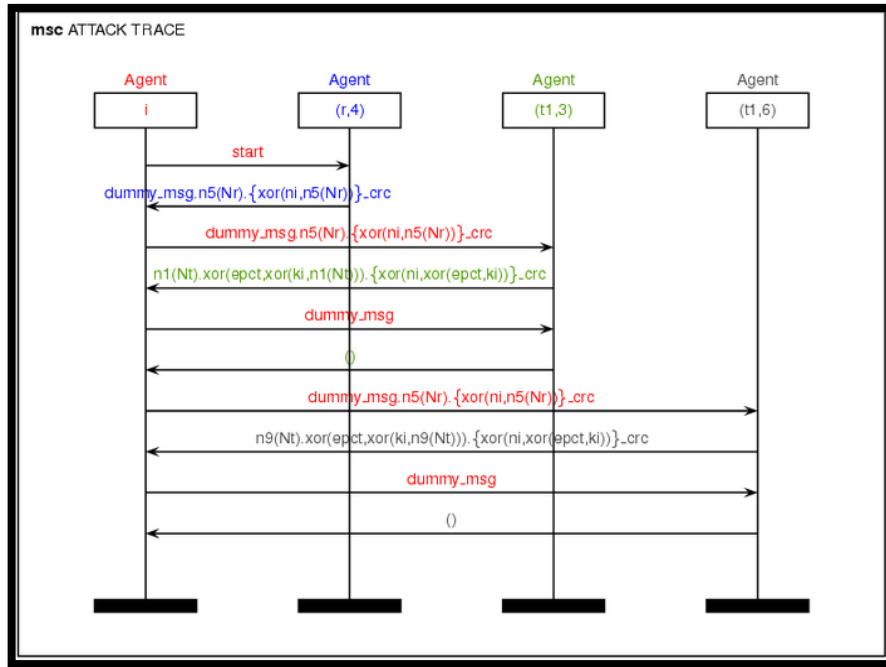 msc ATTACK TRACE
Agent Agent Agent Agent
i (r,4) (t1,3) (t1,6)
start
dummy_msg.n5(Nr).{xor(ni,n5(Nr))}_crc
dummy_msg.n5(Nr).{xor(ni,n5(Nr))}_crc
n1(Nt).xor(epct,xor(ki,n1(Nt))).{xor(ni,xor(epct,ki))}_crc
dummy_msg
()
dummy_msg.n5(Nr).{xor(ni,n5(Nr))}_crc
n9(Nt).xor(epct,xor(ki,n9(Nt))).{xor(ni,xor(epct,ki))}_crc
dummy_msg
()